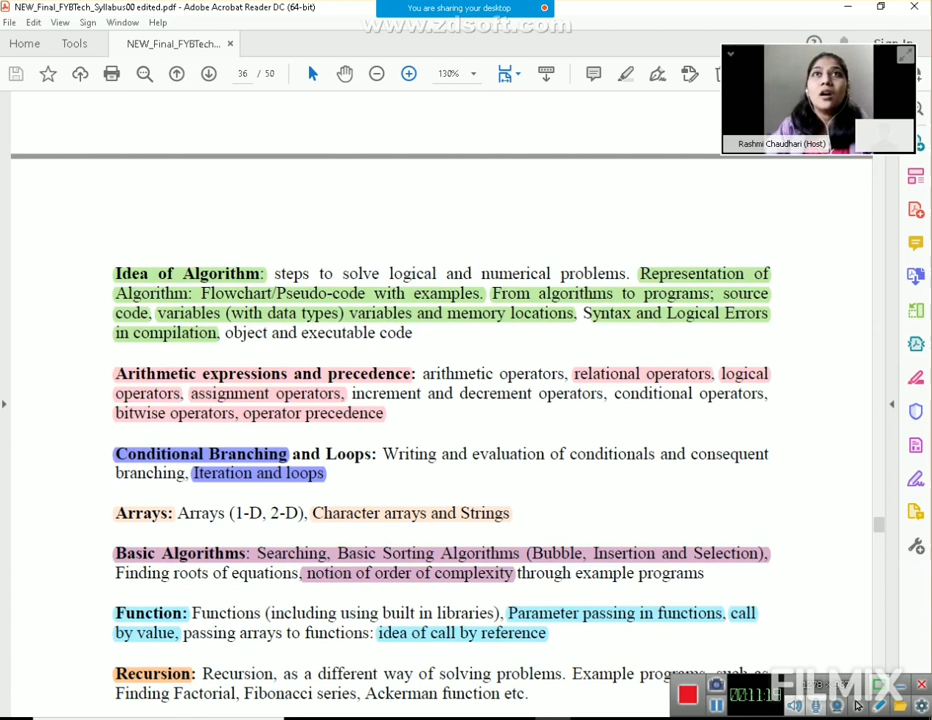 NEW_Final_FYBTech_Syllabus00 edited.pdf - Adobe Acrobat Reader DC (64-bit)
You are sharing your desktop
www.zdsoft.com
File Edit View Sign Window Help
Home Tools NEW_Final_FYBTech... × Sign In
36 / 50 130%
Rashmi Chaudhari (Host)
Idea of Algorithm: steps to solve logical and numerical problems. Representation of
Algorithm: Flowchart/Pseudo-code with examples. From algorithms to programs; source
code, variables (with data types) variables and memory locations, Syntax and Logical Errors
in compilation, object and executable code
Arithmetic expressions and precedence: arithmetic operators, relational operators, logical
operators, assignment operators, increment and decrement operators, conditional operators,
bitwise operators, operator precedence
Conditional Branching and Loops: Writing and evaluation of conditionals and consequent
branching, Iteration and loops
Arrays: Arrays (1-D, 2-D), Character arrays and Strings
Basic Algorithms: Searching, Basic Sorting Algorithms (Bubble, Insertion and Selection),
Finding roots of equations, notion of order of complexity through example programs
Function: Functions (including using built in libraries), Parameter passing in functions, call
by value, passing arrays to functions: idea of call by reference
Recursion: Recursion, as a different way of solving problems. Example programs, such as
Finding Factorial, Fibonacci series, Ackerman function etc.
FILMIX